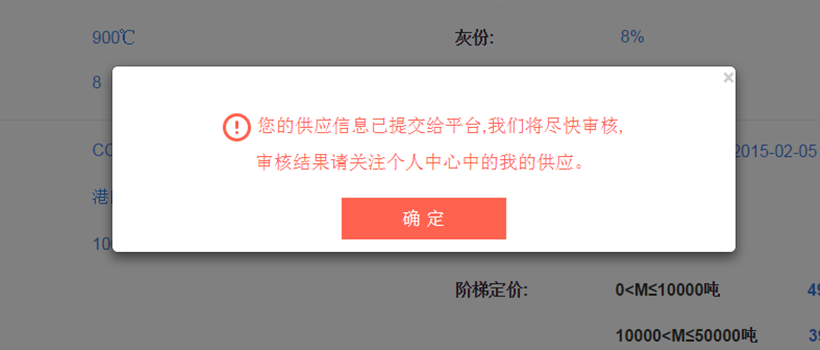 900℃ 灰份: 8%
8
×
您的供应信息已提交给平台,我们将尽快审核,
2015-02-05
审核结果请关注个人中心中的我的供应。
确 定
阶梯定价: 0<M≤10000吨
10000<M≤50000吨